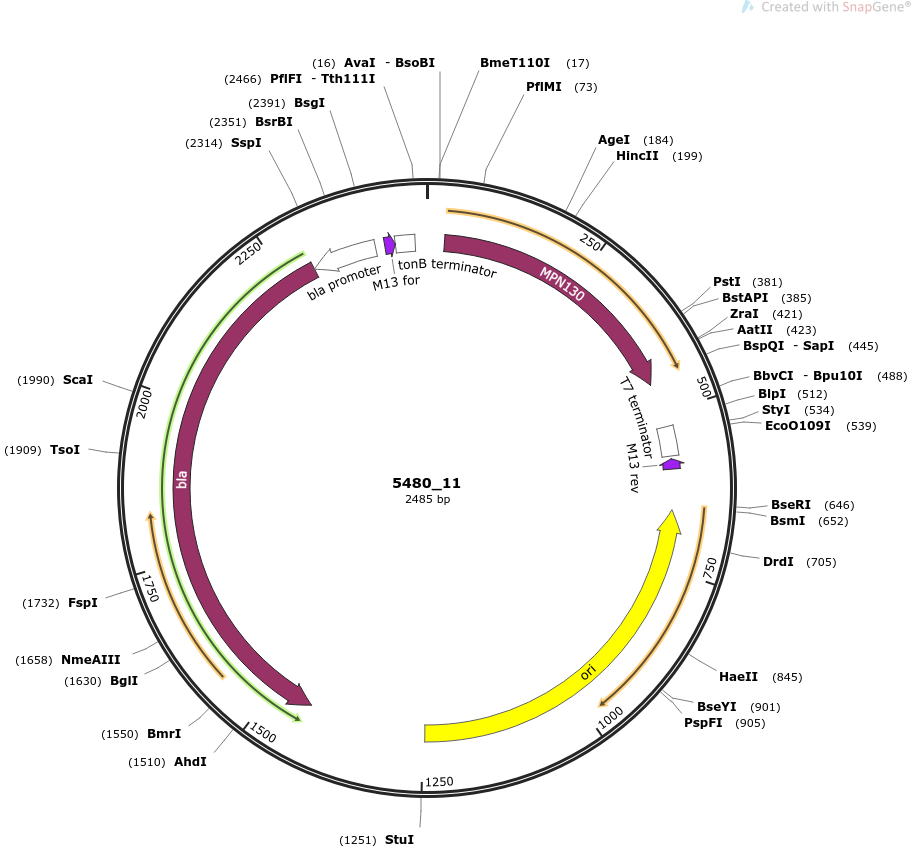 Created with SnapGene®
(16) AvaI - BsoBI
BmeT110I (17)
(2466) PflFI - Tth111I
PflMI (73)
(2391) BsgI
(2351) BsrBI
(2314) SspI
AgeI (184)
HincII (199)
250
2250
tonB terminator
bla promoter
M13 for
MPN130
PstI (381)
BstAPI (385)
ZraI (421)
AatII (423)
BspQI - SapI (445)
BbvCI - Bpu10I (488)
BlpI (512)
StyI (534)
EcoO109I (539)
500
T7 terminator
M13 rev
(1990) ScaI
2000
(1909) TsoI
bla
5480_11
2485 bp
BseRI (646)
BsmI (652)
DrdI (705)
750
1750
(1732) FspI
(1658) NmeAIII
(1630) BglI
ori
HaeII (845)
BseYI (901)
PspFI (905)
1000
1500
(1550) BmrI
(1510) AhdI
1250
(1251) StuI